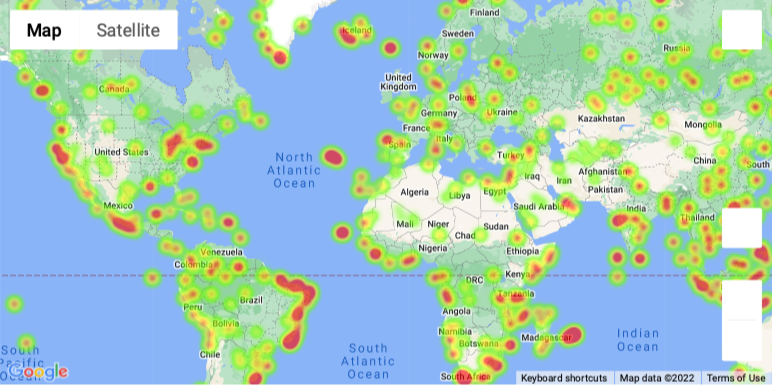 Map
Satellite
Finland
Iceland
Sweden
Norway
Russia
Canada
United
Kingdom
Poland
Germany
Ukraine
Kazakhstan
Mongolia
France
Spain
Italy
United States
North
Atlantic
Ocean
Turkey
China
South
Iraq
Iran
Afghanistan
Pakistan
Algeria
Libya
Egypt
Saudi Arabia
India
Mexico
Mali
Niger
Chad
Sudan
Thailand
Nigeria
Ethiopia
Venezuela
Colombia
Kenya
DRC
Tanzania
Brazil
Peru
Angola
Bolivia
Namibia
Botswana
Madagascar
Indian
Ocean
South
Pacific
Chile
South
Atlantic
Ocean
South Africa
Google
Keyboard shortcuts
Map data ©2022
Terms of Use